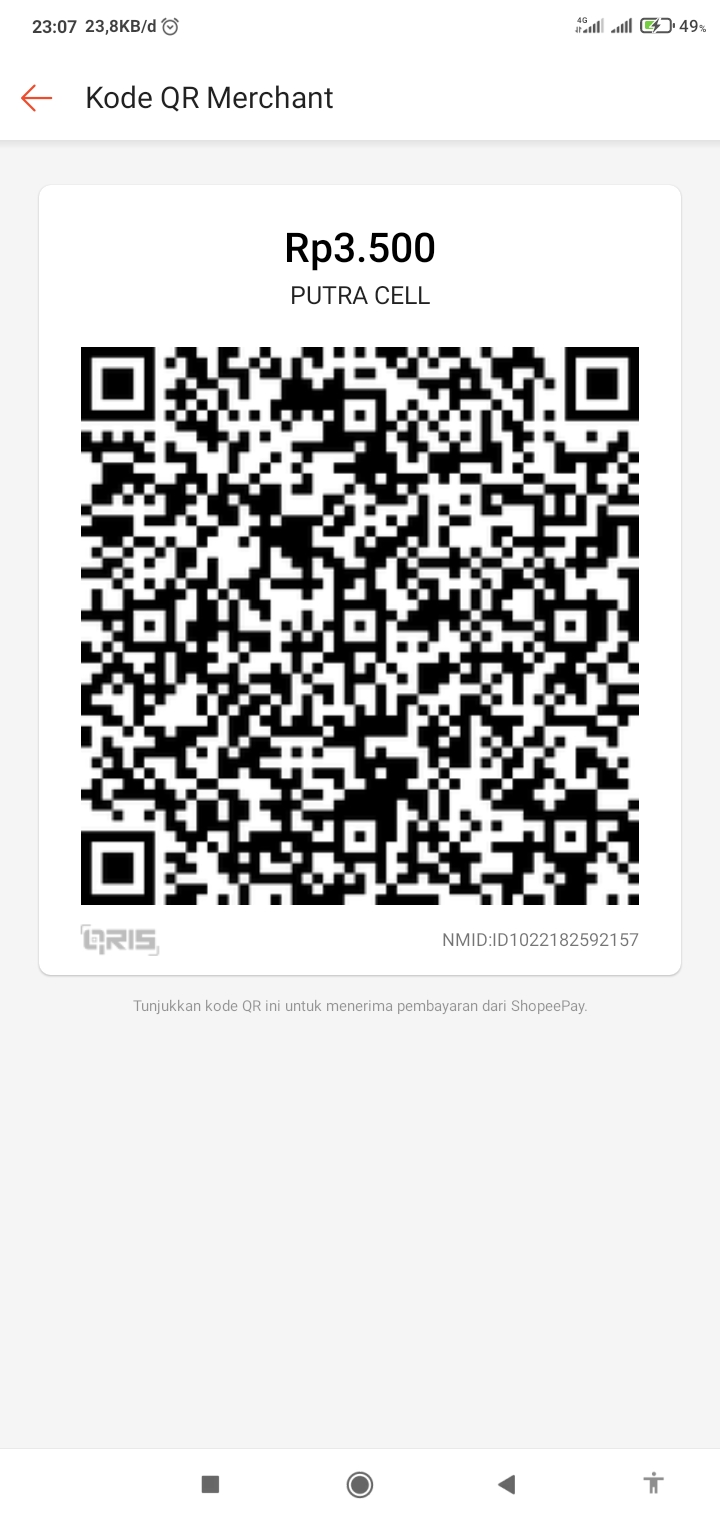 23:07 23,8KB/d 4G 49%
Kode QR Merchant
Rp3.500
PUTRA CELL
QRIS NMID:ID1022182592157
Tunjukkan kode QR ini untuk menerima pembayaran dari ShopeePay.